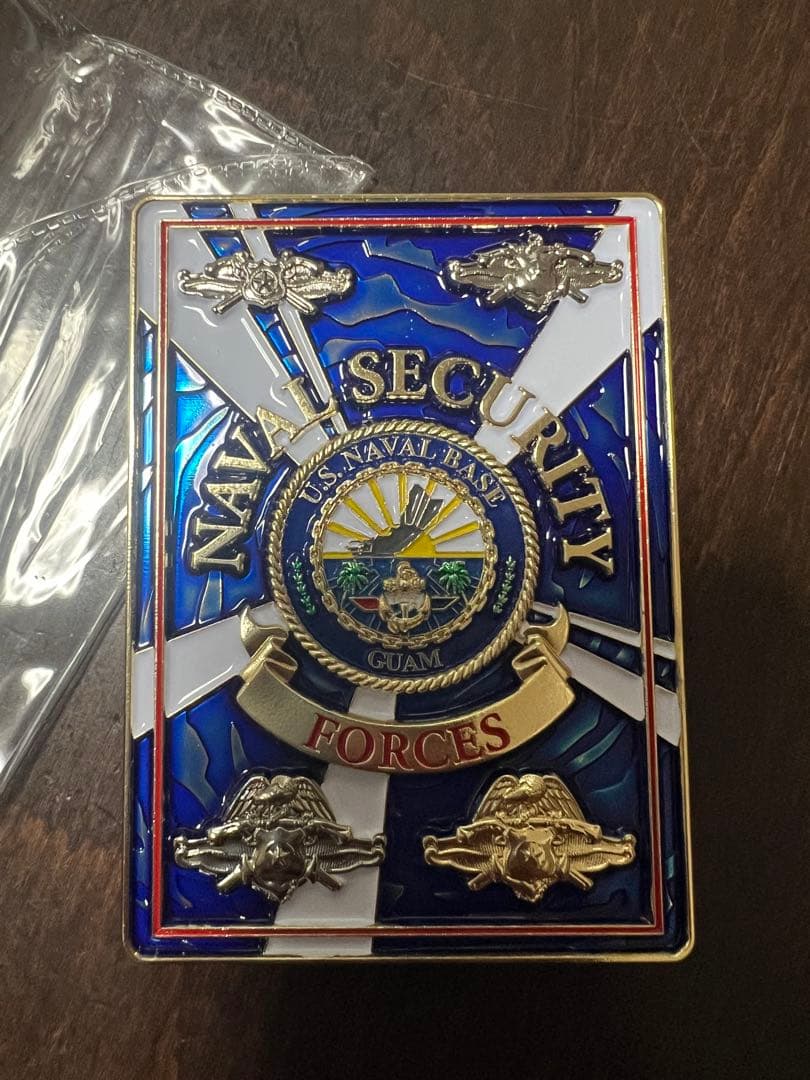 NAVAL SECURITY
U.S. NAVAL BASE
GUAM
FORCES